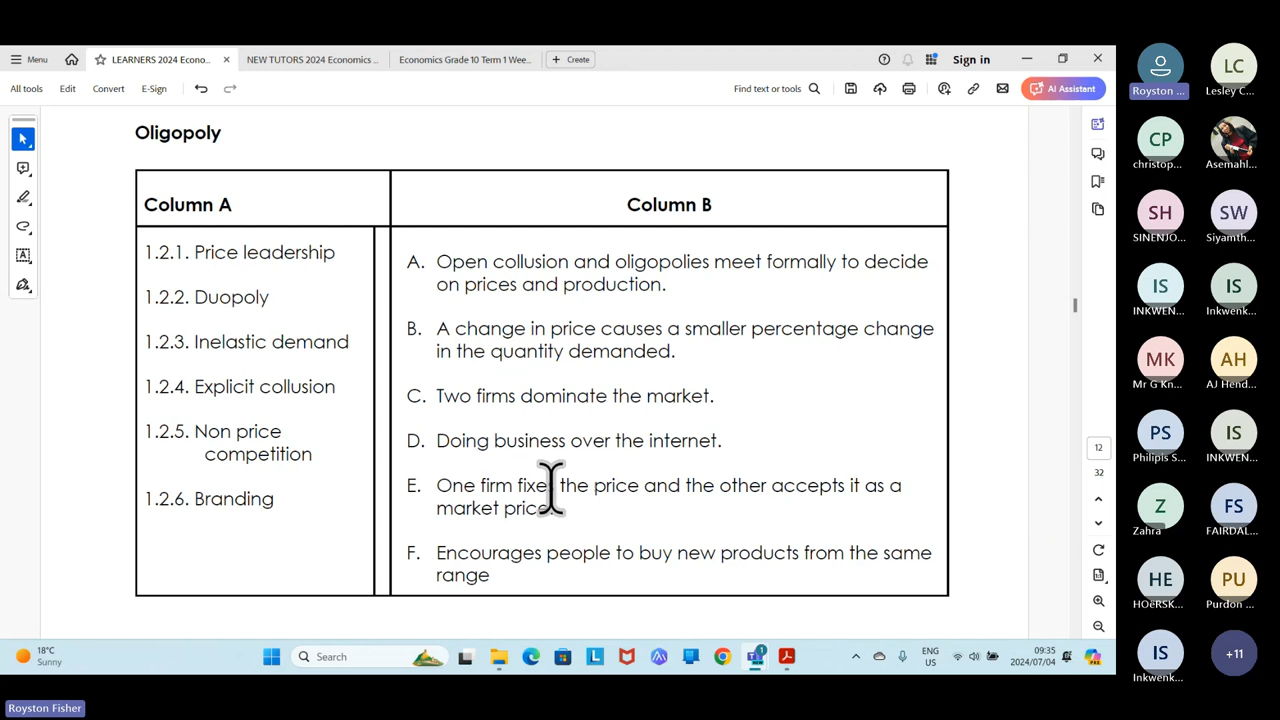 Menu
LEARNERS 2024 Econo...
NEW TUTORS 2024 Economics ...
Economics Grade 10 Term 1 Wee...
Create
Sign in
All tools
Edit
Convert
E-Sign
Find text or tools
AI Assistant
Oligopoly
Column A
Column B
1.2.1. Price leadership
1.2.2. Duopoly
1.2.3. Inelastic demand
1.2.4. Explicit collusion
1.2.5. Non price
competition
1.2.6. Branding
A. Open collusion and oligopolies meet formally to decide
on prices and production.
B. A change in price causes a smaller percentage change
in the quantity demanded.
C. Two firms dominate the market.
D. Doing business over the internet.
E. One firm fixes the price and the other accepts it as a
market price.
F. Encourages people to buy new products from the same
range
12
32
18°C
Sunny
Search
ENG
US
09:35
2024/07/04
Royston ...
LC
Lesley C...
CP
christop...
Asemahl...
SH
SINENJO...
SW
Siyamth...
IS
INKWEN...
IS
Inkwenk...
MK
Mr G Kn...
AH
AJ Hend...
PS
Philipis S...
IS
INKWEN...
Z
Zahra
FS
FAIRDAL...
HE
HOëRSK...
PU
Purdon ...
IS
Inkwenk...
+11
Royston Fisher